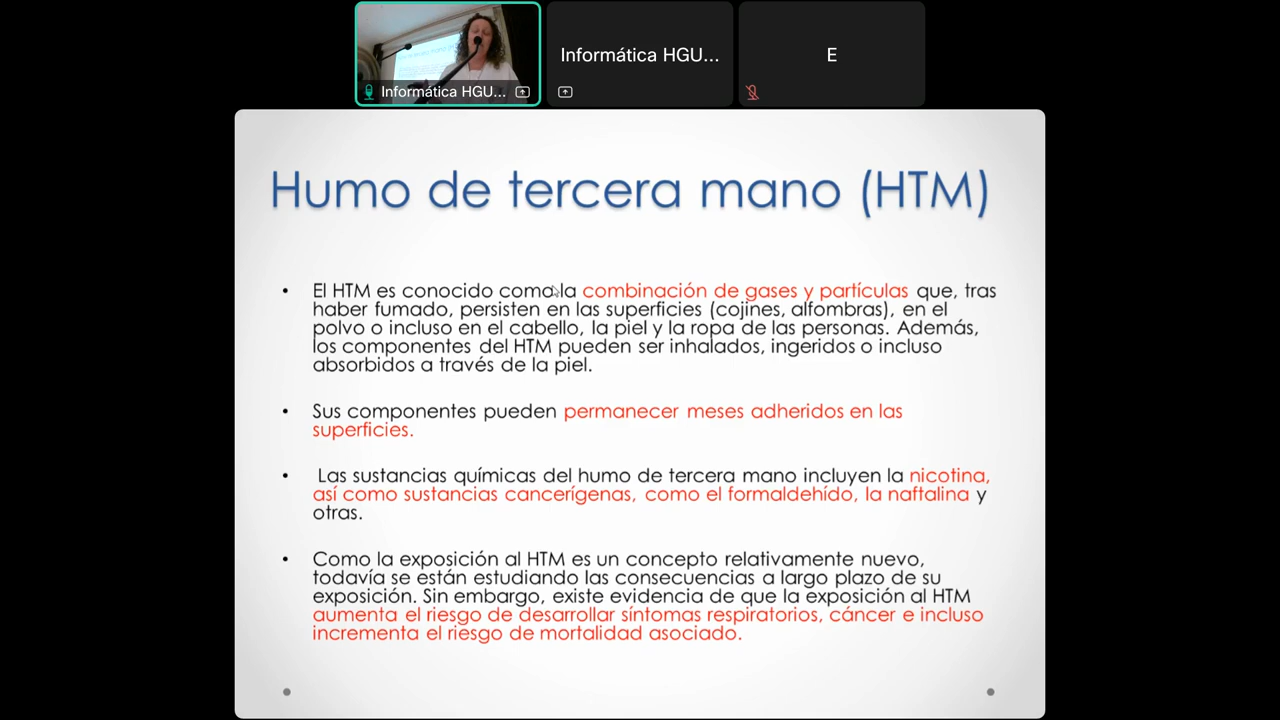 Informática HGU...
Informática HGU...
E
Humo de tercera mano (HTM)
• El HTM es conocido como la combinación de gases y partículas que, tras
haber fumado, persisten en las superficies (cojines, alfombras), en el
polvo o incluso en el cabello, la piel y la ropa de las personas. Además,
los componentes del HTM pueden ser inhalados, ingeridos o incluso
absorbidos a través de la piel.
• Sus componentes pueden permanecer meses adheridos en las
superficies.
• Las sustancias químicas del humo de tercera mano incluyen la nicotina,
así como sustancias cancerígenas, como el formaldehído, la naftalina y
otras.
• Como la exposición al HTM es un concepto relativamente nuevo,
todavía se están estudiando las consecuencias a largo plazo de su
exposición. Sin embargo, existe evidencia de que la exposición al HTM
aumenta el riesgo de desarrollar síntomas respiratorios, cáncer e incluso
incrementa el riesgo de mortalidad asociado.